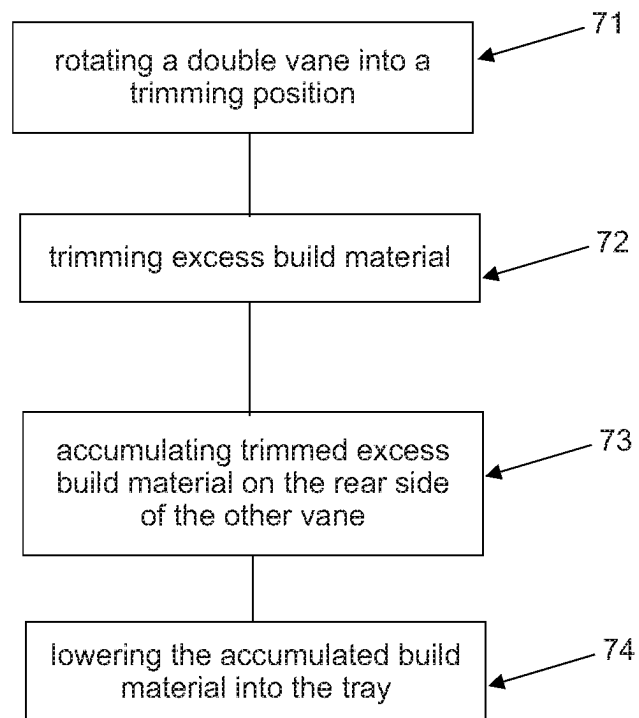 71
rotating a double vane into a
trimming position
72
trimming excess build material
73
accumulating trimmed excess
build material on the rear side
of the other vane
74
lowering the accumulated build
material into the tray